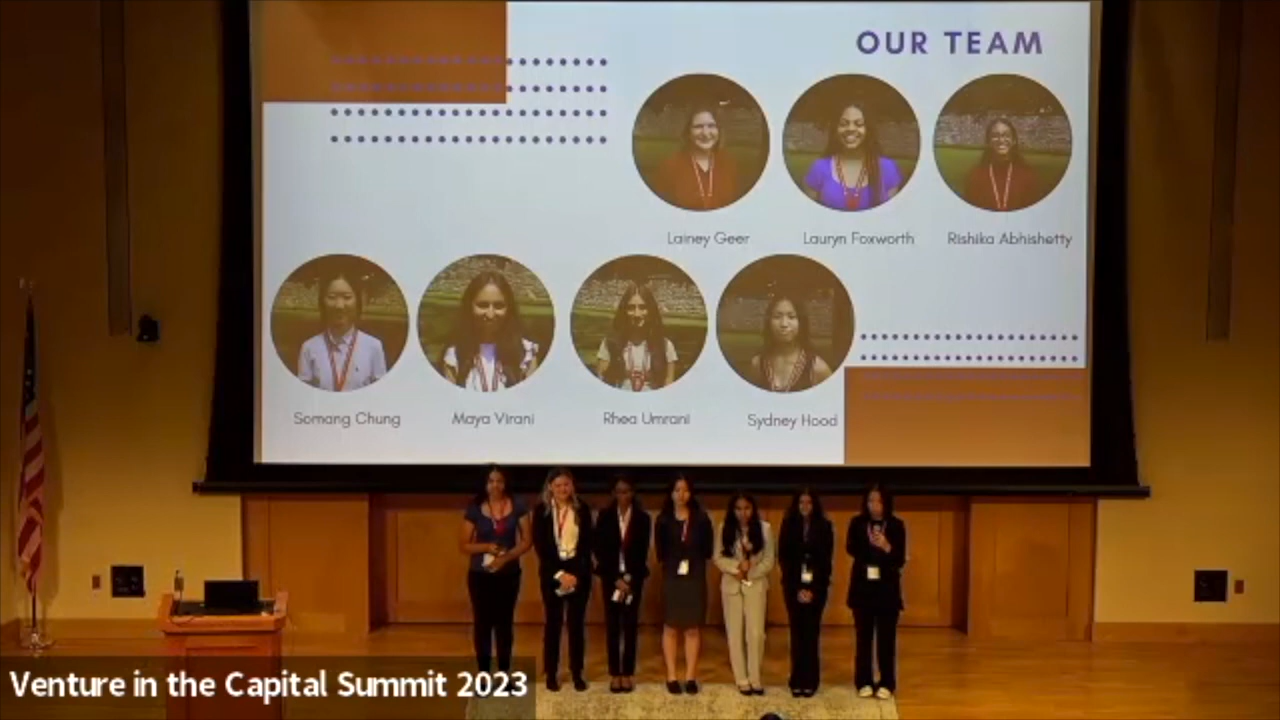 OUR TEAM
Lainey Geer
Lauryn Foxworth
Rishika Abhishetty
Somang Chung
Maya Virani
Rhea Umrani
Sydney Hood
Venture in the Capital Summit 2023